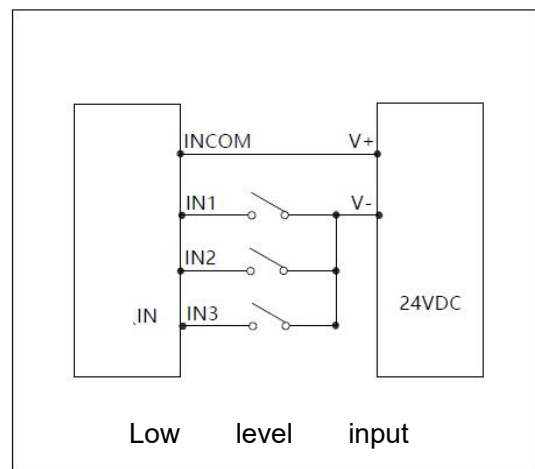 INCOM V+
IN1 V-
IN2
IN IN3 24VDC
Low level input